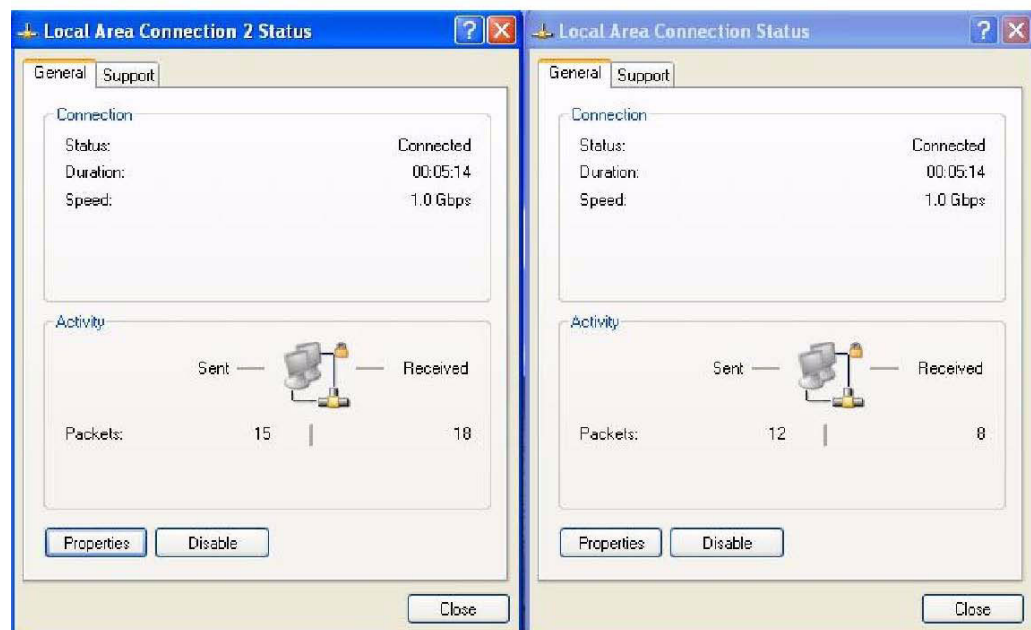 Local Area Connection 2 Status
General Support
Connection
Status: Connected
Duration: 00:05:14
Speed: 1.0 Gbps
Activity
Sent Received
Packets: 15 18
Properties Disable
Close
Local Area Connection Status
General Support
Connection
Status: Connected
Duration: 00:05:14
Speed: 1.0 Gbps
Activity
Sent Received
Packets: 12 8
Properties Disable
Close